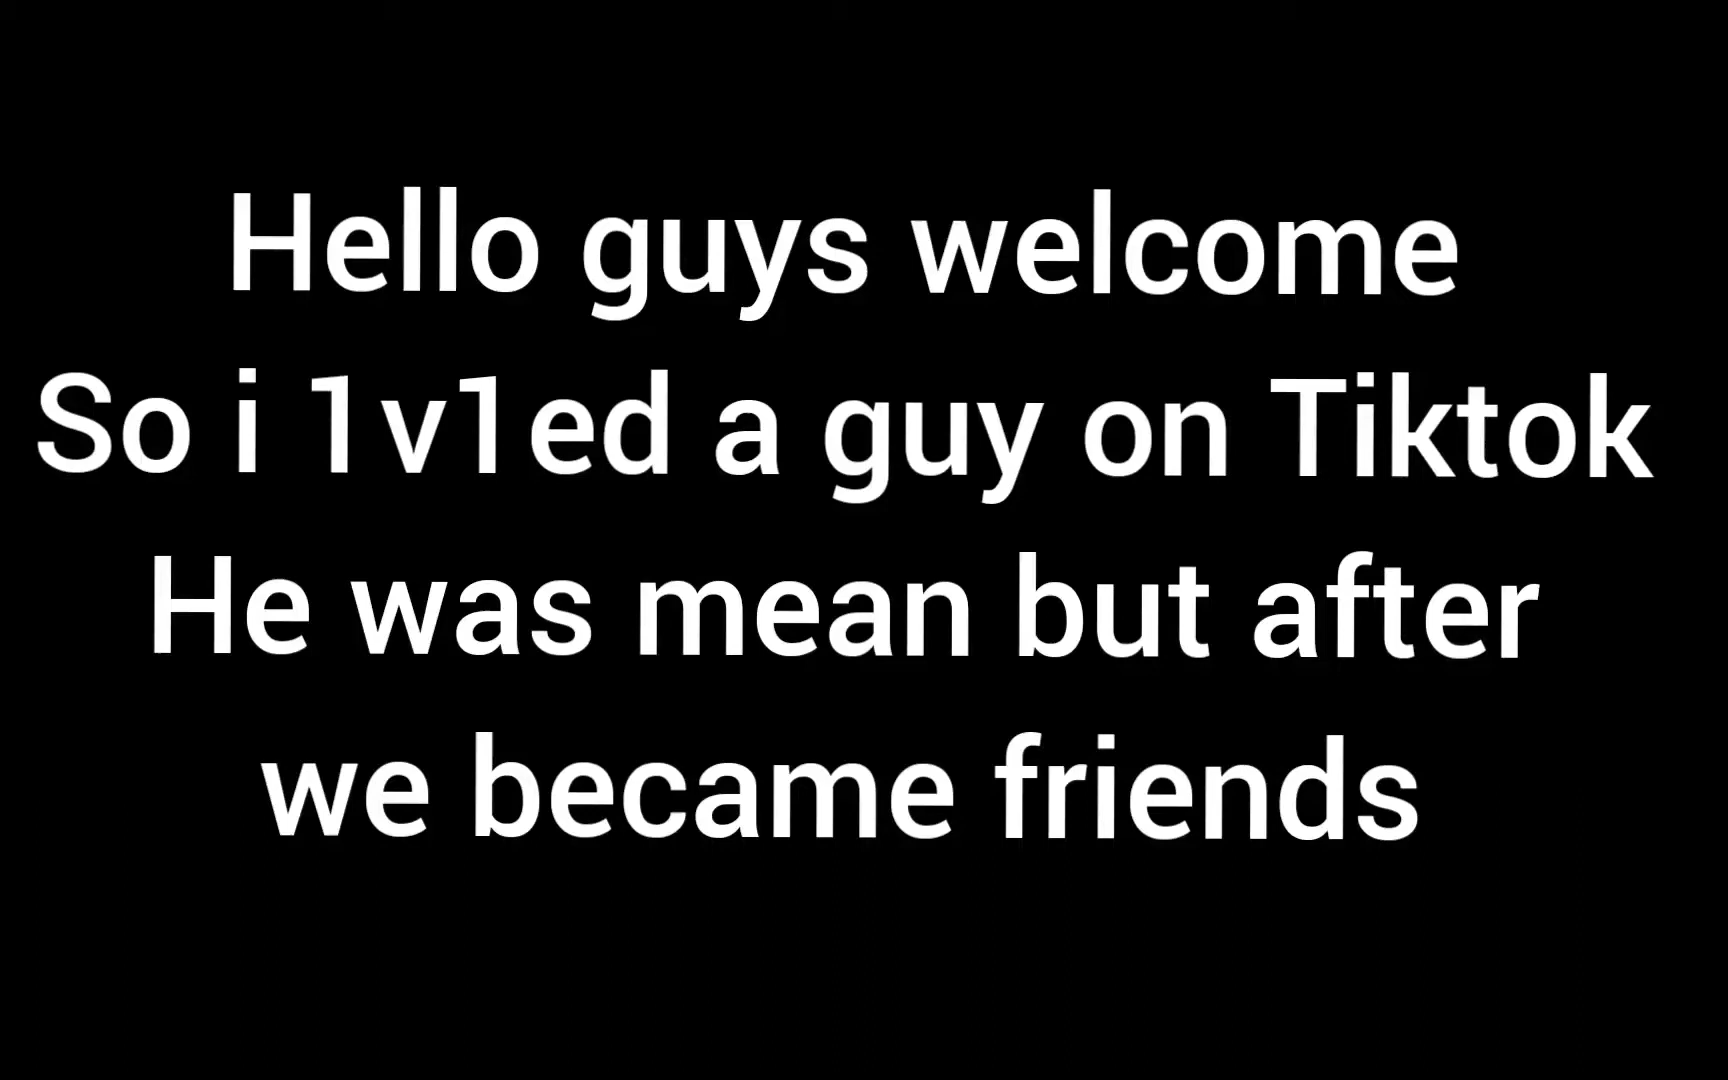 Hello guys welcome
So i 1v1ed a guy on Tiktok
He was mean but after
we became friends